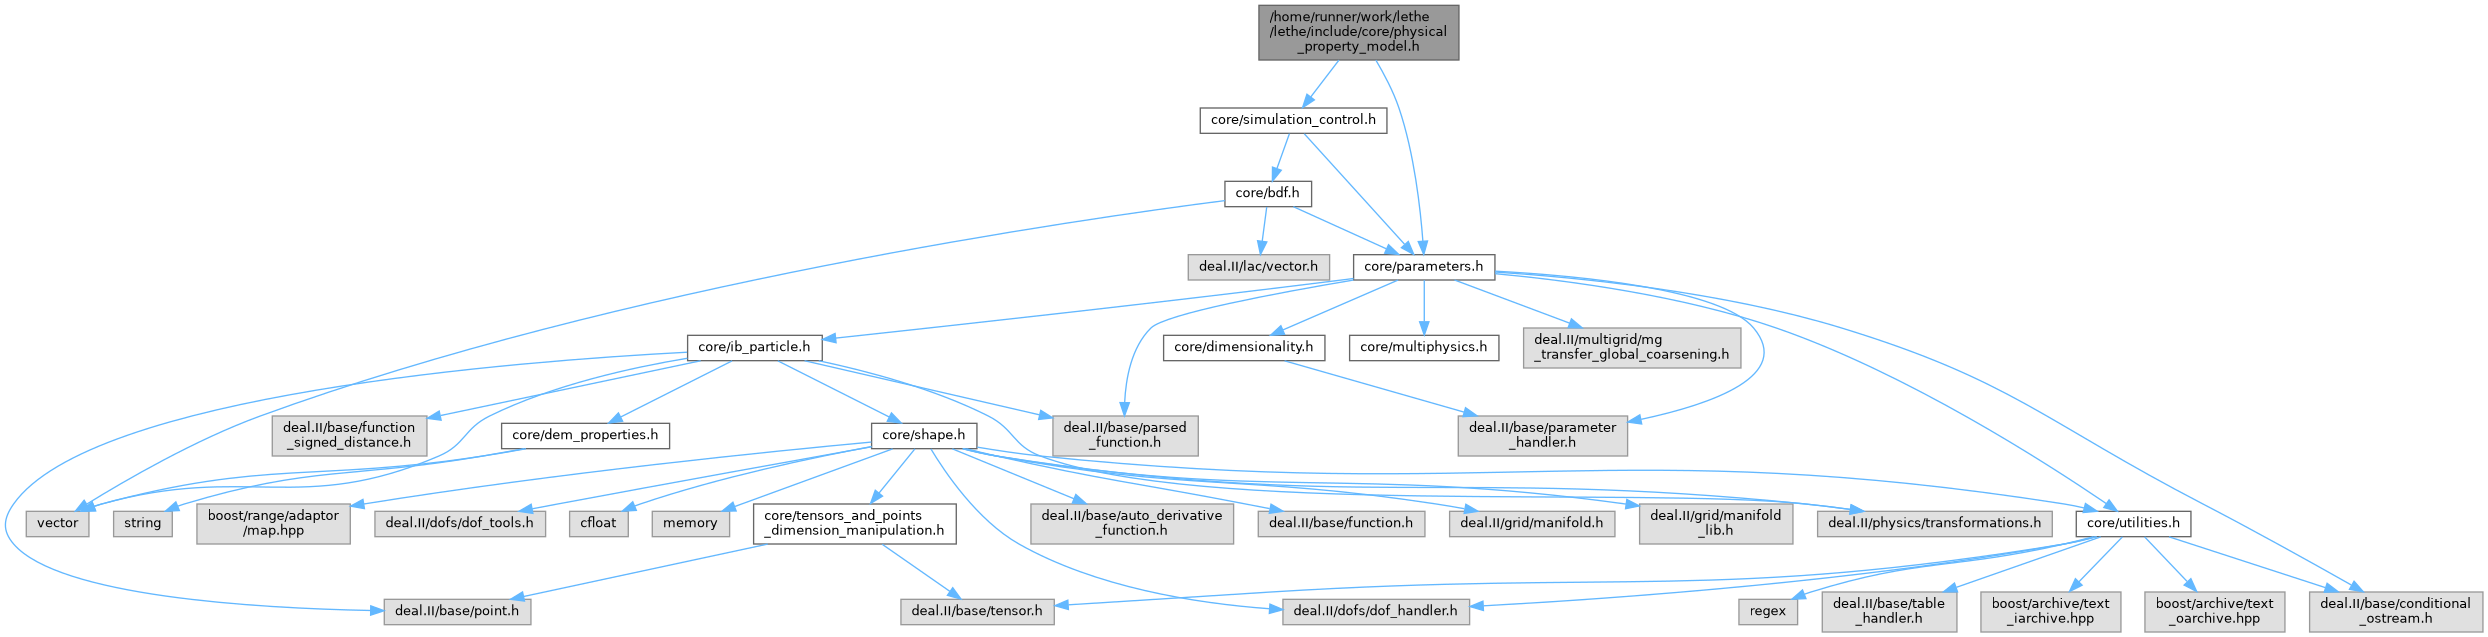 /home/runner/work/lethe
/lethe/include/core/physical
_property_model.h
core/simulation_control.h
core/bdf.h
deal.II/lac/vector.h
core/parameters.h
core/ib_particle.h
core/dimensionality.h
core/multiphysics.h
deal.II/multigrid/mg
_transfer_global_coarsening.h
deal.II/base/function
_signed_distance.h
core/dem_properties.h
core/shape.h
deal.II/base/parsed
_function.h
deal.II/base/parameter
_handler.h
vector
string
boost/range/adaptor
/map.hpp
deal.II/dofs/dof_tools.h
cfloat
memory
core/tensors_and_points
_dimension_manipulation.h
deal.II/base/auto_derivative
_function.h
deal.II/base/function.h
deal.II/grid/manifold.h
deal.II/grid/manifold
_lib.h
deal.II/physics/transformations.h
core/utilities.h
deal.II/base/point.h
deal.II/base/tensor.h
deal.II/dofs/dof_handler.h
regex
deal.II/base/table
_handler.h
boost/archive/text
_iarchive.hpp
boost/archive/text
_oarchive.hpp
deal.II/base/conditional
_ostream.h